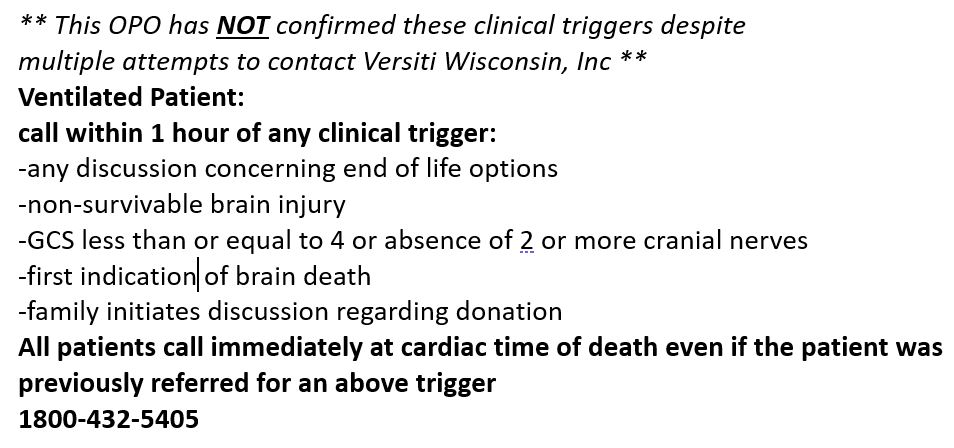 ** This OPO has NOT confirmed these clinical triggers despite
multiple attempts to contact Versiti Wisconsin, Inc **
Ventilated Patient:
call within 1 hour of any clinical trigger:
-any discussion concerning end of life options
-non-survivable brain injury
-GCS less than or equal to 4 or absence of 2 or more cranial nerves
-first indication of brain death
-family initiates discussion regarding donation
All patients call immediately at cardiac time of death even if the patient was
previously referred for an above trigger
1800-432-5405